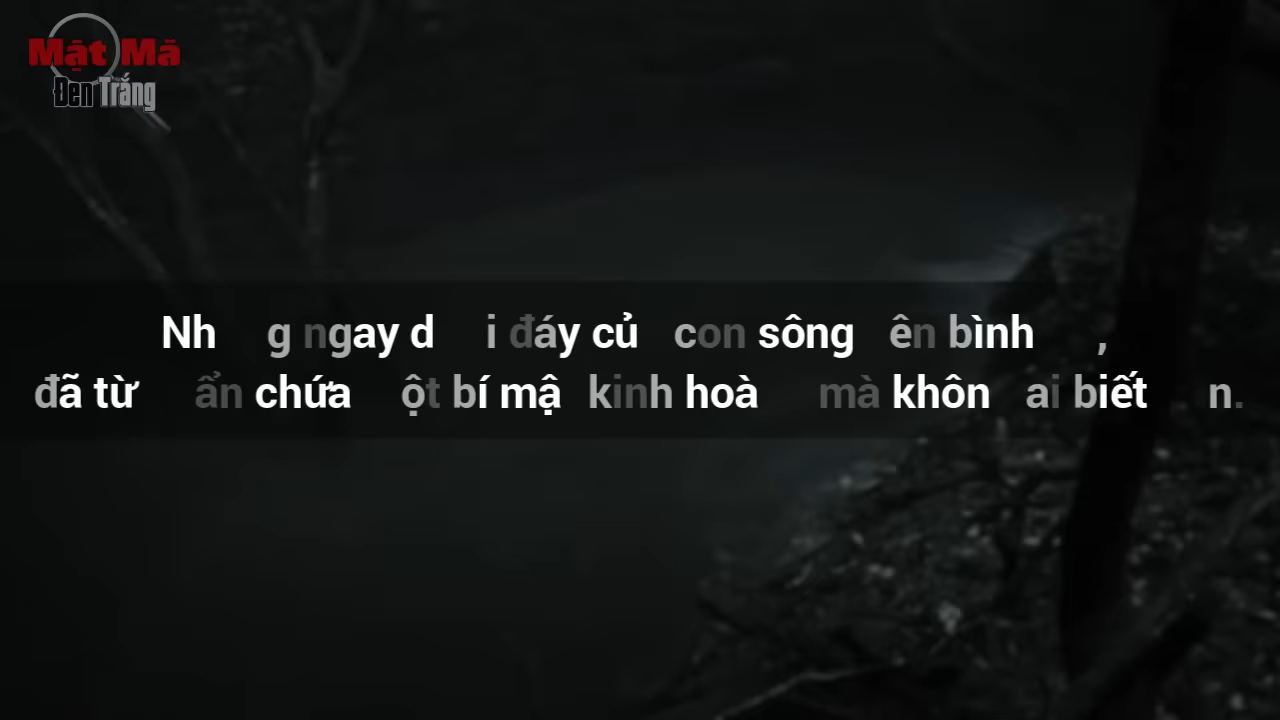 Mật Mã
Đen Trắng
Nh g ngay d i đáy củ con sông ên bình ,
đã từ ẩn chứa ột bí mậ kinh hoà mà khôn ai biết n.